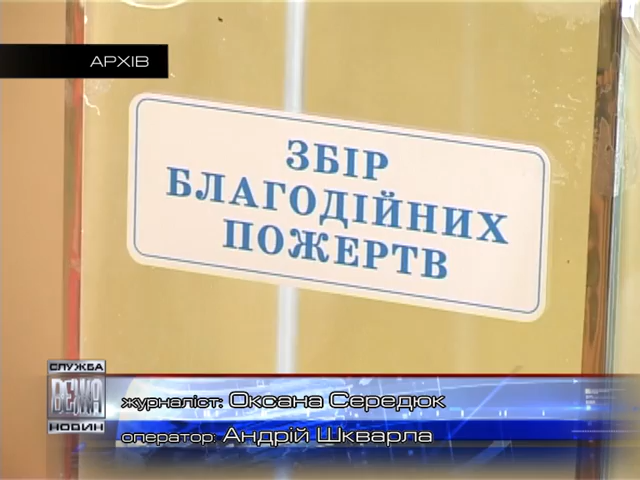 АРХІВ
ЗБІР
БЛАГОДІЙНИХ
ПОЖЕРТВ
СЛУЖБА
ВЕЖА
НОВИН
журналіст: Оксана Середюк
оператор: Андрій Шкварла